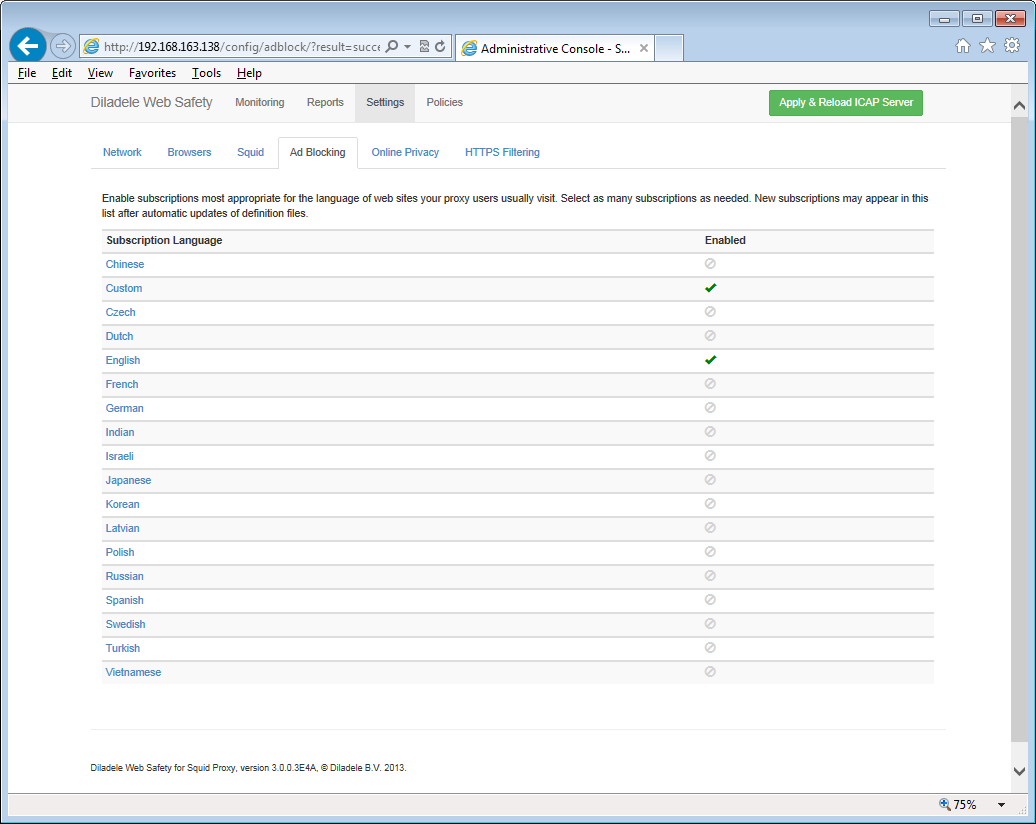 http://192.168.163.138/config/adblock/?result=succe
Administrative Console - S...
File Edit View Favorites Tools Help
Diladele Web Safety Monitoring Reports Settings Policies Apply & Reload ICAP Server
Network Browsers Squid Ad Blocking Online Privacy HTTPS Filtering
Enable subscriptions most appropriate for the language of web sites your proxy users usually visit. Select as many subscriptions as needed. New subscriptions may appear in this
list after automatic updates of definition files.
Subscription Language Enabled
Chinese
Custom
Czech
Dutch
English
French
German
Indian
Israeli
Japanese
Korean
Latvian
Polish
Russian
Spanish
Swedish
Turkish
Vietnamese
Diladele Web Safety for Squid Proxy, version 3.0.0.3E4A, © Diladele B.V. 2013.
75%